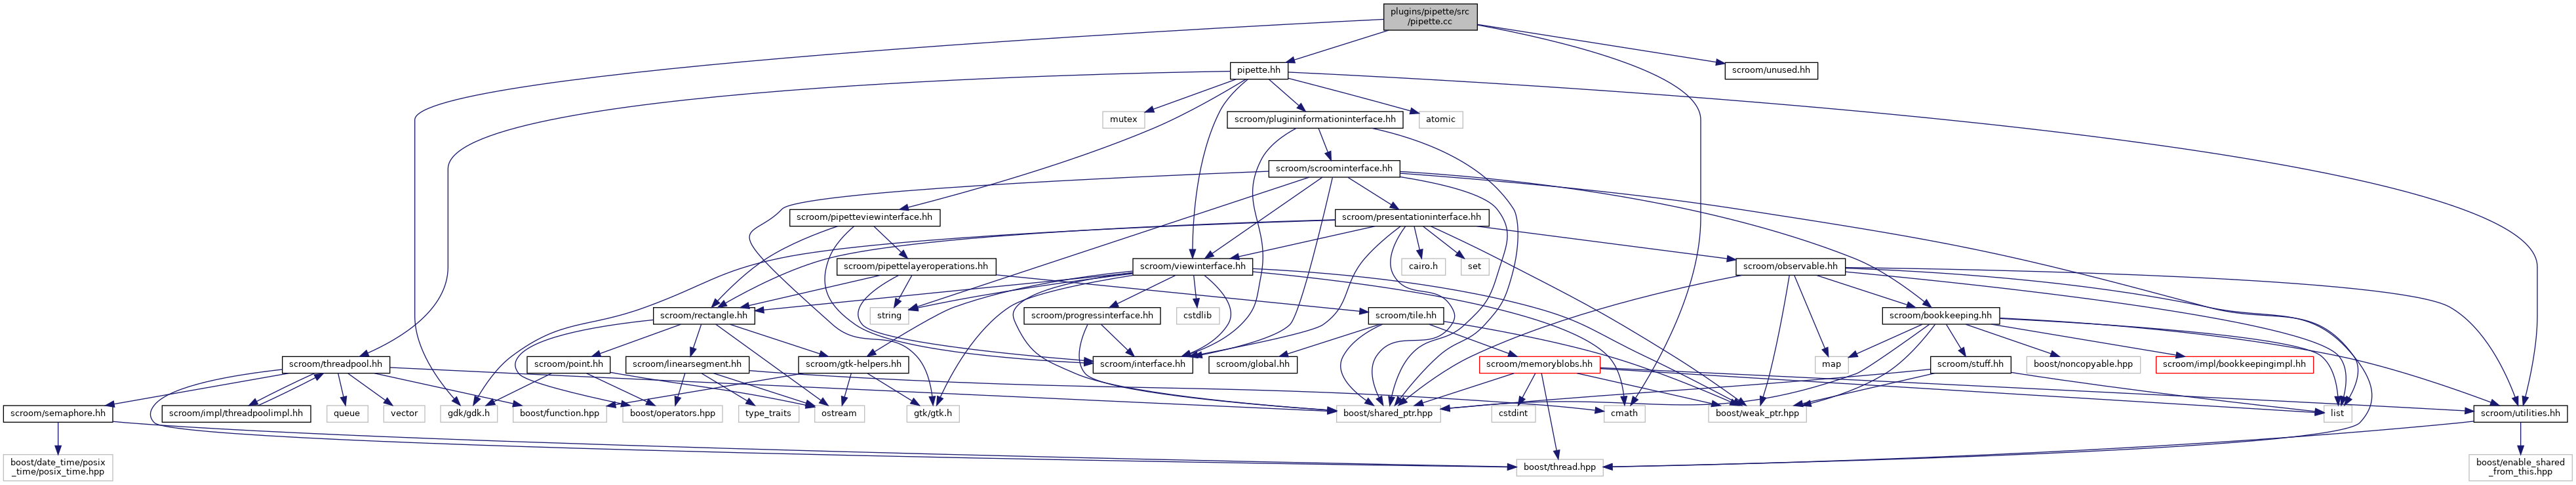 plugins/pipette/src
/pipette.cc
pipette.hh
scroom/unused.hh
mutex
scroom/plugininformationinterface.hh
atomic
scroom/scroominterface.hh
scroom/pipetteviewinterface.hh
scroom/presentationinterface.hh
scroom/pipettelayeroperations.hh
scroom/viewinterface.hh
cairo.h
set
scroom/observable.hh
scroom/rectangle.hh
string
scroom/progressinterface.hh
cstdlib
scroom/tile.hh
scroom/bookkeeping.hh
scroom/threadpool.hh
scroom/point.hh
scroom/linearsegment.hh
scroom/gtk-helpers.hh
scroom/interface.hh
scroom/global.hh
scroom/memoryblobs.hh
map
scroom/stuff.hh
boost/noncopyable.hpp
scroom/impl/bookkeepingimpl.hh
scroom/semaphore.hh
scroom/impl/threadpoolimpl.hh
queue
vector
gdk/gdk.h
boost/function.hpp
boost/operators.hpp
type_traits
ostream
gtk/gtk.h
boost/shared_ptr.hpp
cstdint
cmath
boost/weak_ptr.hpp
list
scroom/utilities.hh
boost/date_time/posix
_time/posix_time.hpp
boost/thread.hpp
boost/enable_shared
_from_this.hpp